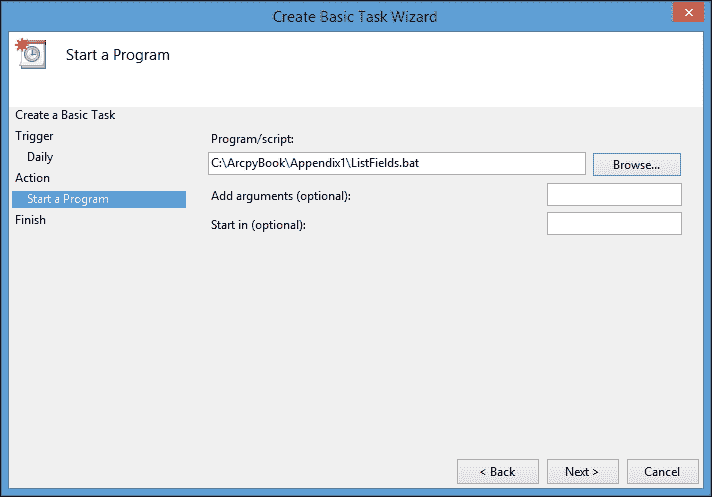 Create Basic Task Wizard
Start a Program
Create a Basic Task
Trigger
Daily
Action
Start a Program
Finish
Program/script:
C:\ArcpyBook\Appendix1\ListFields.bat
Browse...
Add arguments (optional):
Start in (optional):
< Back
Next >
Cancel